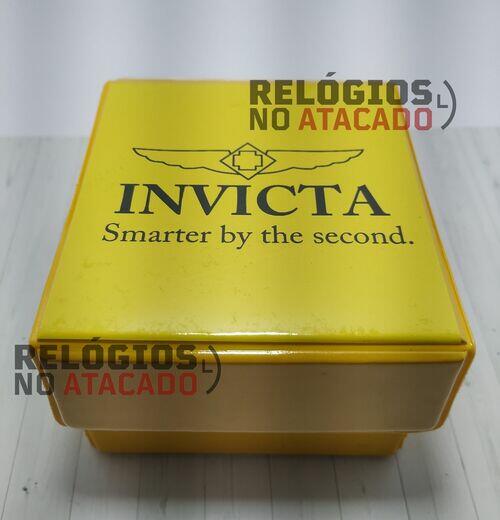 RELÓGIOS
NO ATACADO
INVICTA
Smarter by the second.
RELÓGIOS
NO ATACADO